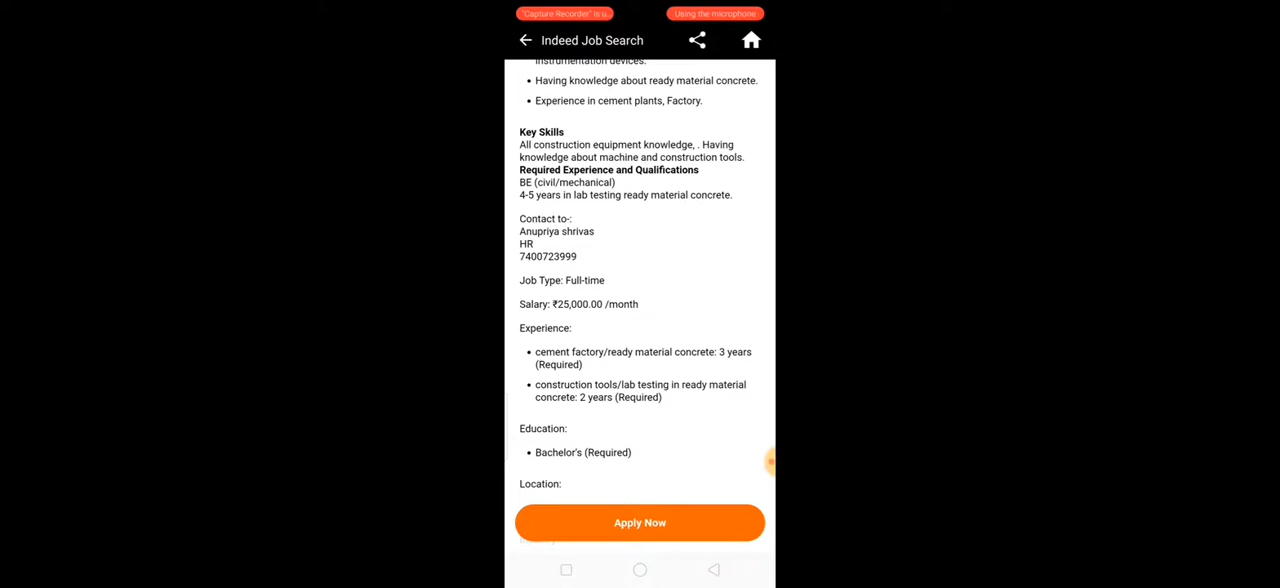 "Capture Recorder" is u
Using the microphone
Indeed Job Search
instrumentation devices.
• Having knowledge about ready material concrete.
• Experience in cement plants, Factory.
Key Skills
All construction equipment knowledge, . Having
knowledge about machine and construction tools.
Required Experience and Qualifications
BE (civil/mechanical)
4-5 years in lab testing ready material concrete.
Contact to-:
Anupriya shrivas
HR
7400723999
Job Type: Full-time
Salary: ₹25,000.00 /month
Experience:
• cement factory/ready material concrete: 3 years
(Required)
• construction tools/lab testing in ready material
concrete: 2 years (Required)
Education:
• Bachelor's (Required)
Location:
Apply Now